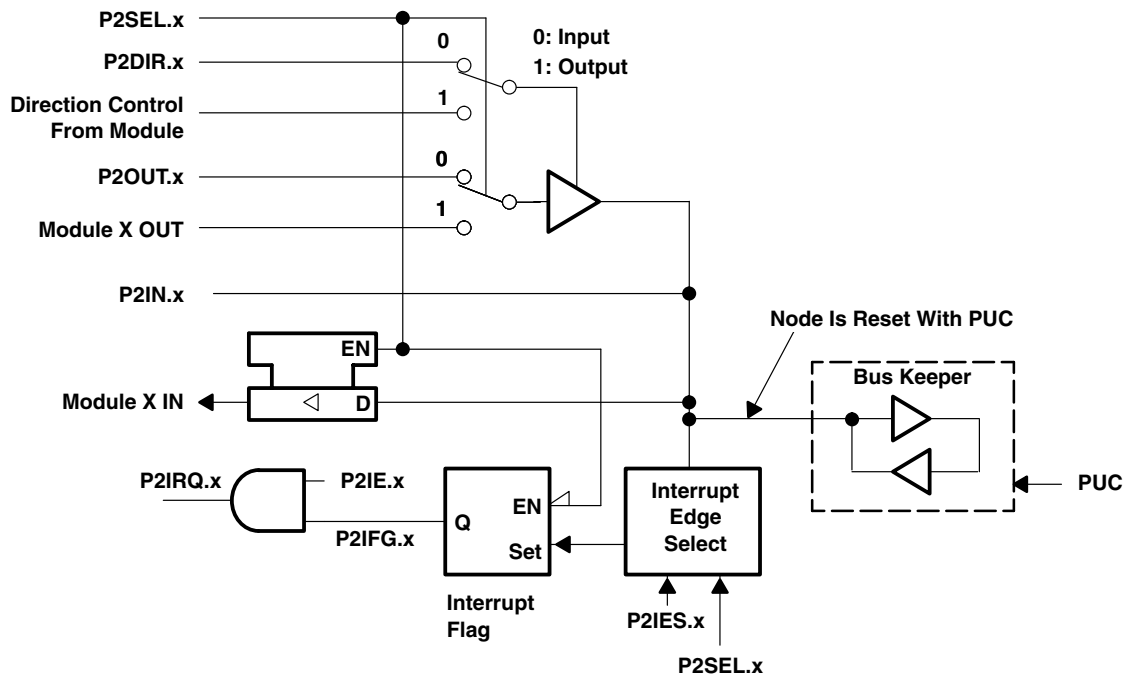 P2SEL.x
0
0: Input
P2DIR.x
1: Output
Direction Control
From Module
1
0
P2OUT.x
1
Module X OUT
P2IN.x
Node Is Reset With PUC
EN
Bus Keeper
Module X IN
D
P2IRQ.x
P2IE.x
Interrupt
Edge
Select
PUC
EN
Q
P2IFG.x
Set
Interrupt
Flag
P2IES.x
P2SEL.x